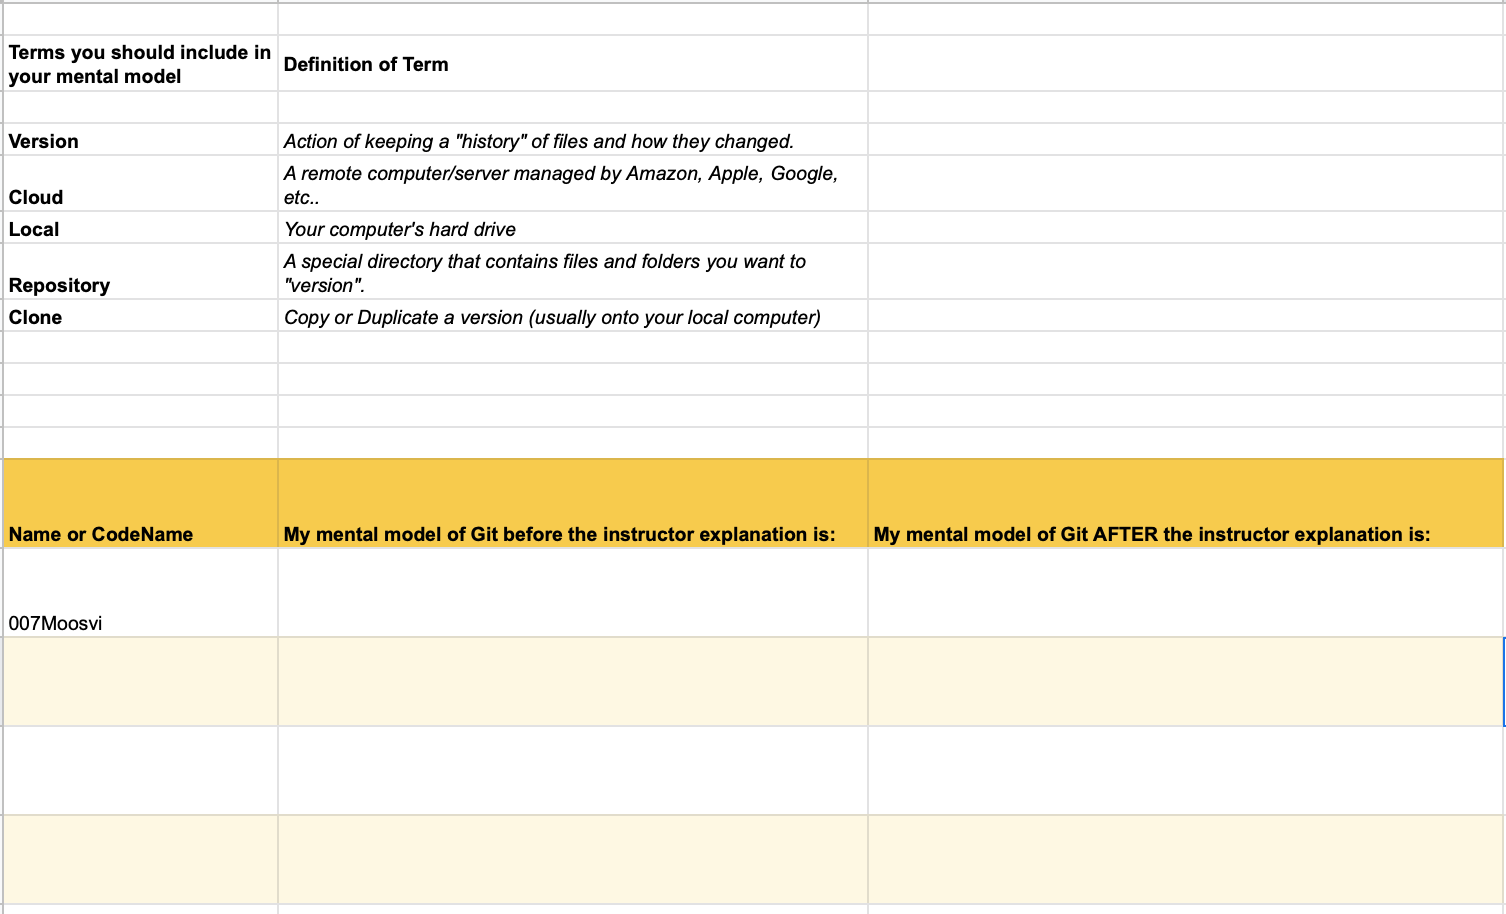 Terms you should include in
your mental model
Definition of Term
Version
Action of keeping a "history" of files and how they changed.
Cloud
A remote computer/server managed by Amazon, Apple, Google,
etc..
Local
Your computer's hard drive
Repository
A special directory that contains files and folders you want to
"version".
Clone
Copy or Duplicate a version (usually onto your local computer)
Name or CodeName
My mental model of Git before the instructor explanation is:
My mental model of Git AFTER the instructor explanation is:
007Moosvi